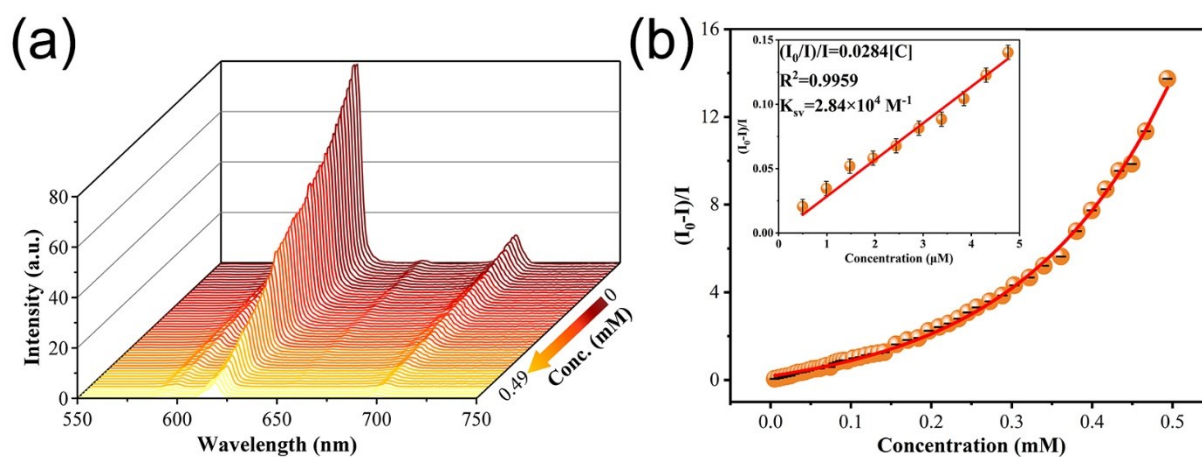 (a)
80
60
40
20
0
Intensity (a.u.)
550 600 650 700 750
Wavelength (nm)
0
Conc. (mM)
0.49
(b)
16
12
8
4
0
(I₀-I)/I
0.0 0.1 0.2 0.3 0.4 0.5
Concentration (mM)
0.15
0.10
0.05
0.00
(I₀-I)/I
(I₀/I)/I=0.0284[C]
R²=0.9959
Kₛᵥ=2.84×10⁴ M⁻¹
0 1 2 3 4 5
Concentration (μM)